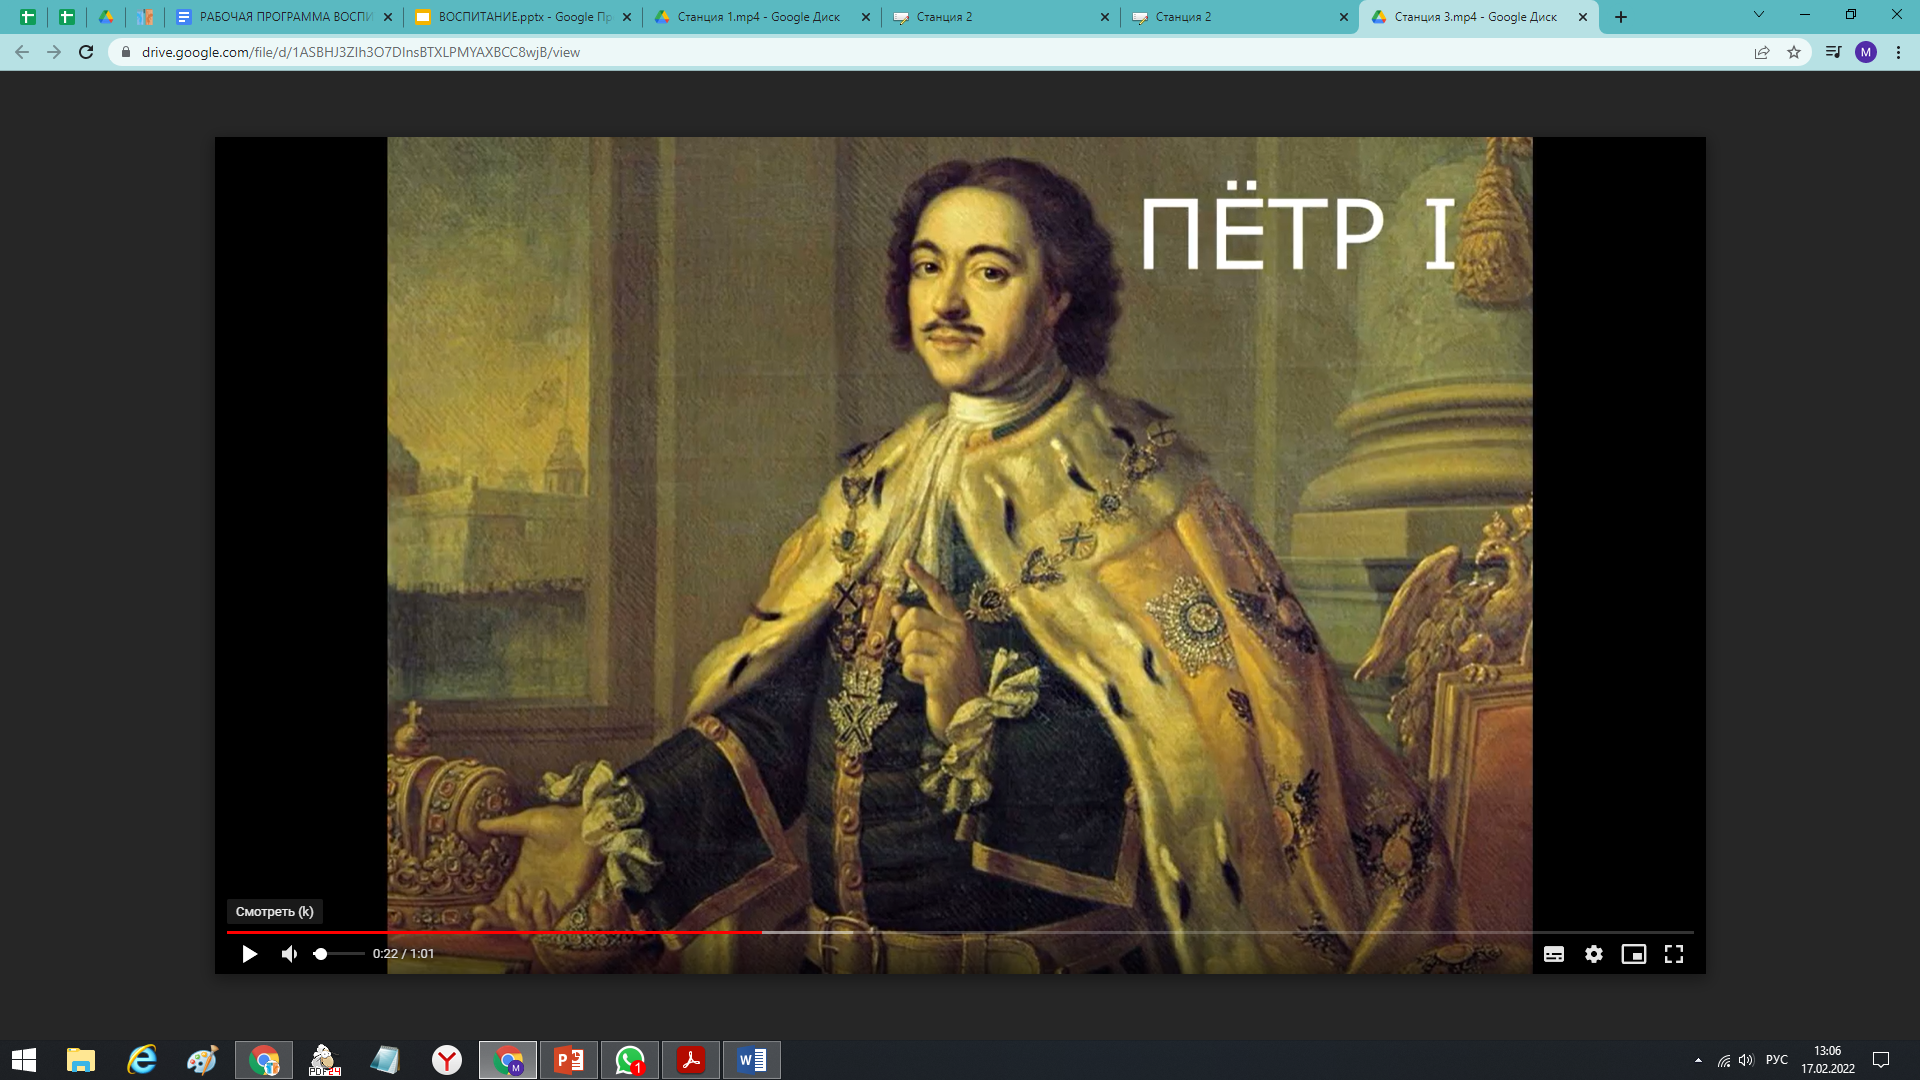 РАБОЧАЯ ПРОГРАММА ВОСПИ
ВОСПИТАНИЕ.pptx - Google Пр
Станция 1.mp4 - Google Диск
Станция 2
Станция 2
Станция 3.mp4 - Google Диск
drive.google.com/file/d/1ASBHJ3ZIh3O7DInsBTXLPMYAXBCC8wjB/view
M
ПЁТР I
Смотреть (k)
0:22 / 1:01
PDF24
M
1
РУС
13:06
17.02.2022